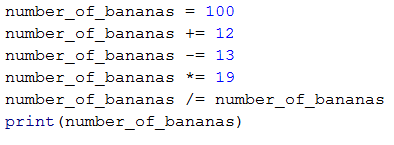 number_of_bananas = 100
number_of_bananas += 12
number_of_bananas -= 13
number_of_bananas *= 19
number_of_bananas /= number_of_bananas
print(number_of_bananas)